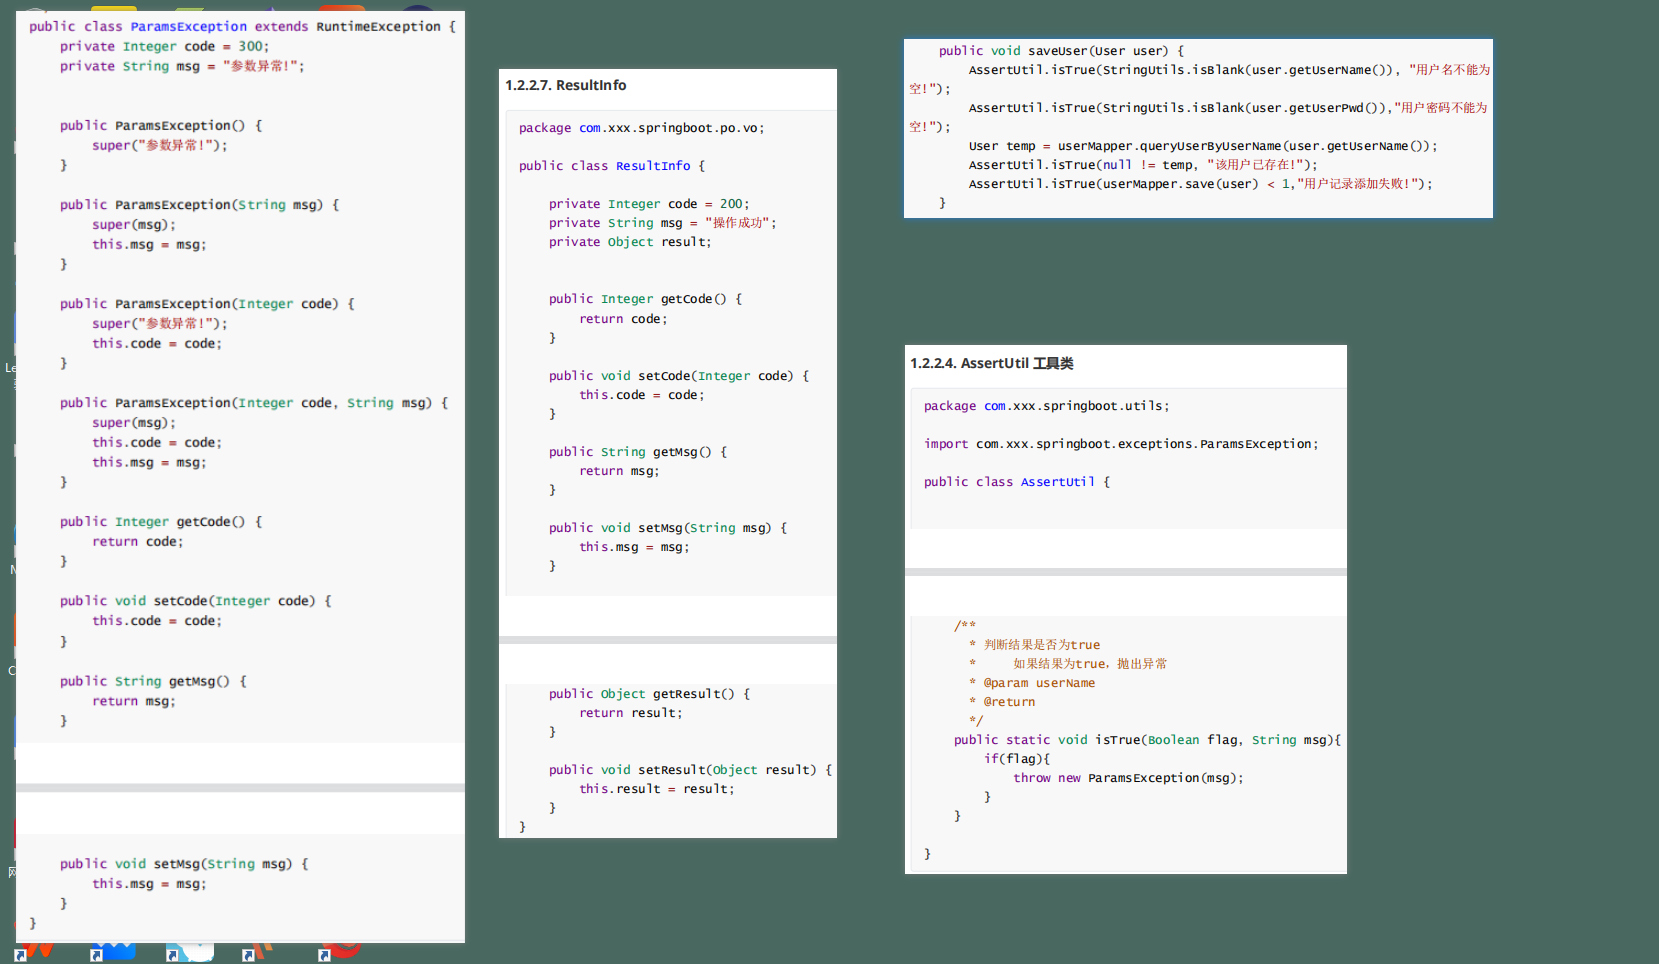 public class ParamsException extends RuntimeException {
private Integer code = 300;
private String msg = "参数异常!";
public ParamsException() {
super("参数异常!");
}
public ParamsException(String msg) {
super(msg);
this.msg = msg;
}
public ParamsException(Integer code) {
super("参数异常!");
this.code = code;
}
public ParamsException(Integer code, String msg) {
super(msg);
this.code = code;
this.msg = msg;
}
public Integer getCode() {
return code;
}
public void setCode(Integer code) {
this.code = code;
}
public String getMsg() {
return msg;
}
public void setMsg(String msg) {
this.msg = msg;
}
}
1.2.2.7. ResultInfo
package com.xxx.springboot.po.vo;
public class ResultInfo {
private Integer code = 200;
private String msg = "操作成功";
private Object result;
public Integer getCode() {
return code;
}
public void setCode(Integer code) {
this.code = code;
}
public String getMsg() {
return msg;
}
public void setMsg(String msg) {
this.msg = msg;
}
public Object getResult() {
return result;
}
public void setResult(Object result) {
this.result = result;
}
}
public void saveUser(User user) {
AssertUtil.isTrue(StringUtils.isBlank(user.getUserName()), "用户名不能为
空!");
AssertUtil.isTrue(StringUtils.isBlank(user.getUserPwd()),"用户密码不能为
空!");
User temp = userMapper.queryUserByUserName(user.getUserName());
AssertUtil.isTrue(null != temp, "该用户已存在!");
AssertUtil.isTrue(userMapper.save(user) < 1,"用户记录添加失败!");
}
1.2.2.4. AssertUtil 工具类
package com.xxx.springboot.utils;
import com.xxx.springboot.exceptions.ParamsException;
public class AssertUtil {
/**
* 判断结果是否为true
* 如果结果为true, 抛出异常
* @param userName
* @return
*/
public static void isTrue(Boolean flag, String msg){
if(flag){
throw new ParamsException(msg);
}
}
}